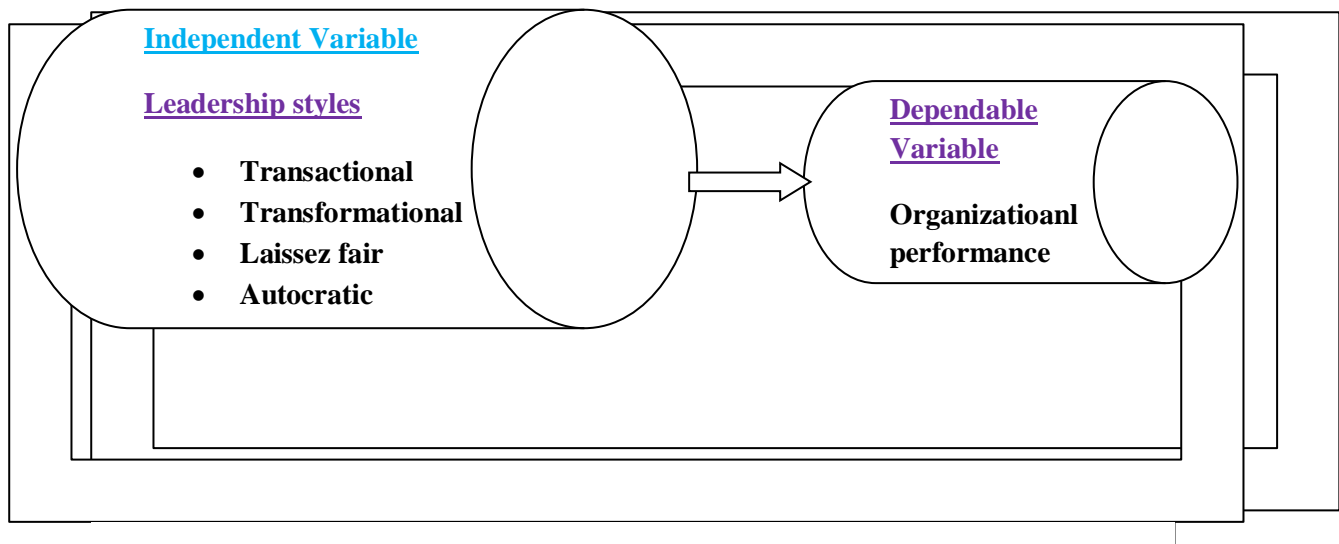 Independent Variable
Leadership styles
• Transactional
• Transformational
• Laissez fair
• Autocratic
Dependable
Variable
Organizatioanl
performance